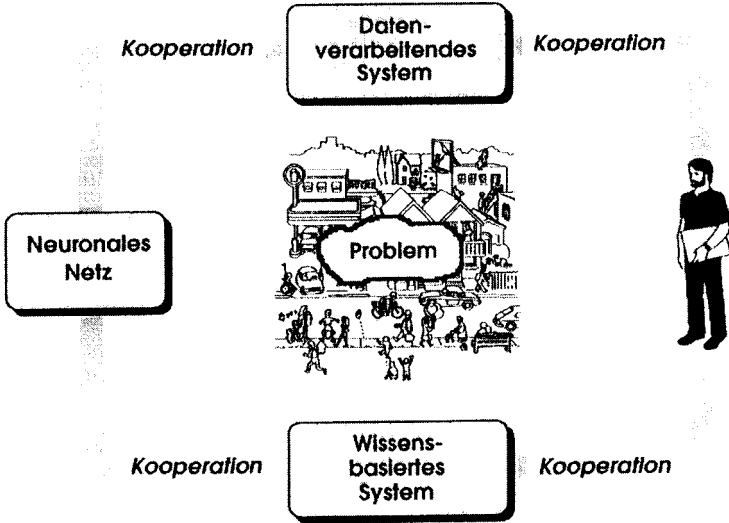 Kooperation
Daten-
verarbeitendes
System
Kooperation
Neuronales
Netz
Problem
Kooperation
Wissens-
basiertes
System
Kooperation